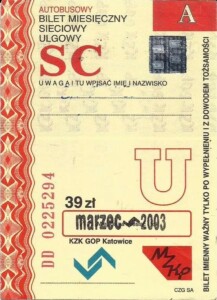 AUTOBUSOWY
BILET MIESIĘCZNY
SIECIOWY
ULGOWY
A
SC
U W A G A ! TU WPISAĆ IMIĘ I NAZWISKO
U
39 zł
marzec 2003
KZK GOP Katowice
MZKP
CZG SA
DD 0225294
BILET IMIENNY WAŻNY TYLKO PO WYPEŁNIENIU I Z DOWODEM TOŻSAMOŚCI